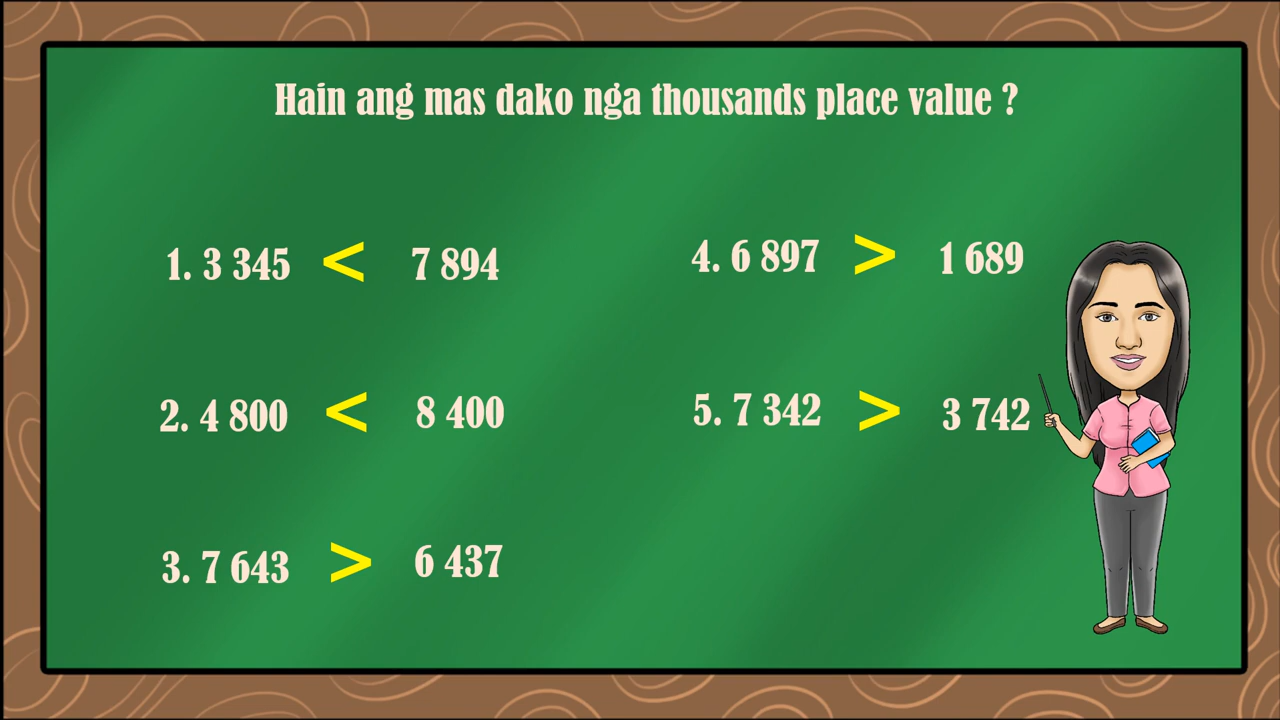 Hain ang mas dako nga thousands place value ?
1. 3 345 < 7 894
2. 4 800 < 8 400
3. 7 643 > 6 437
4. 6 897 > 1 689
5. 7 342 > 3 742